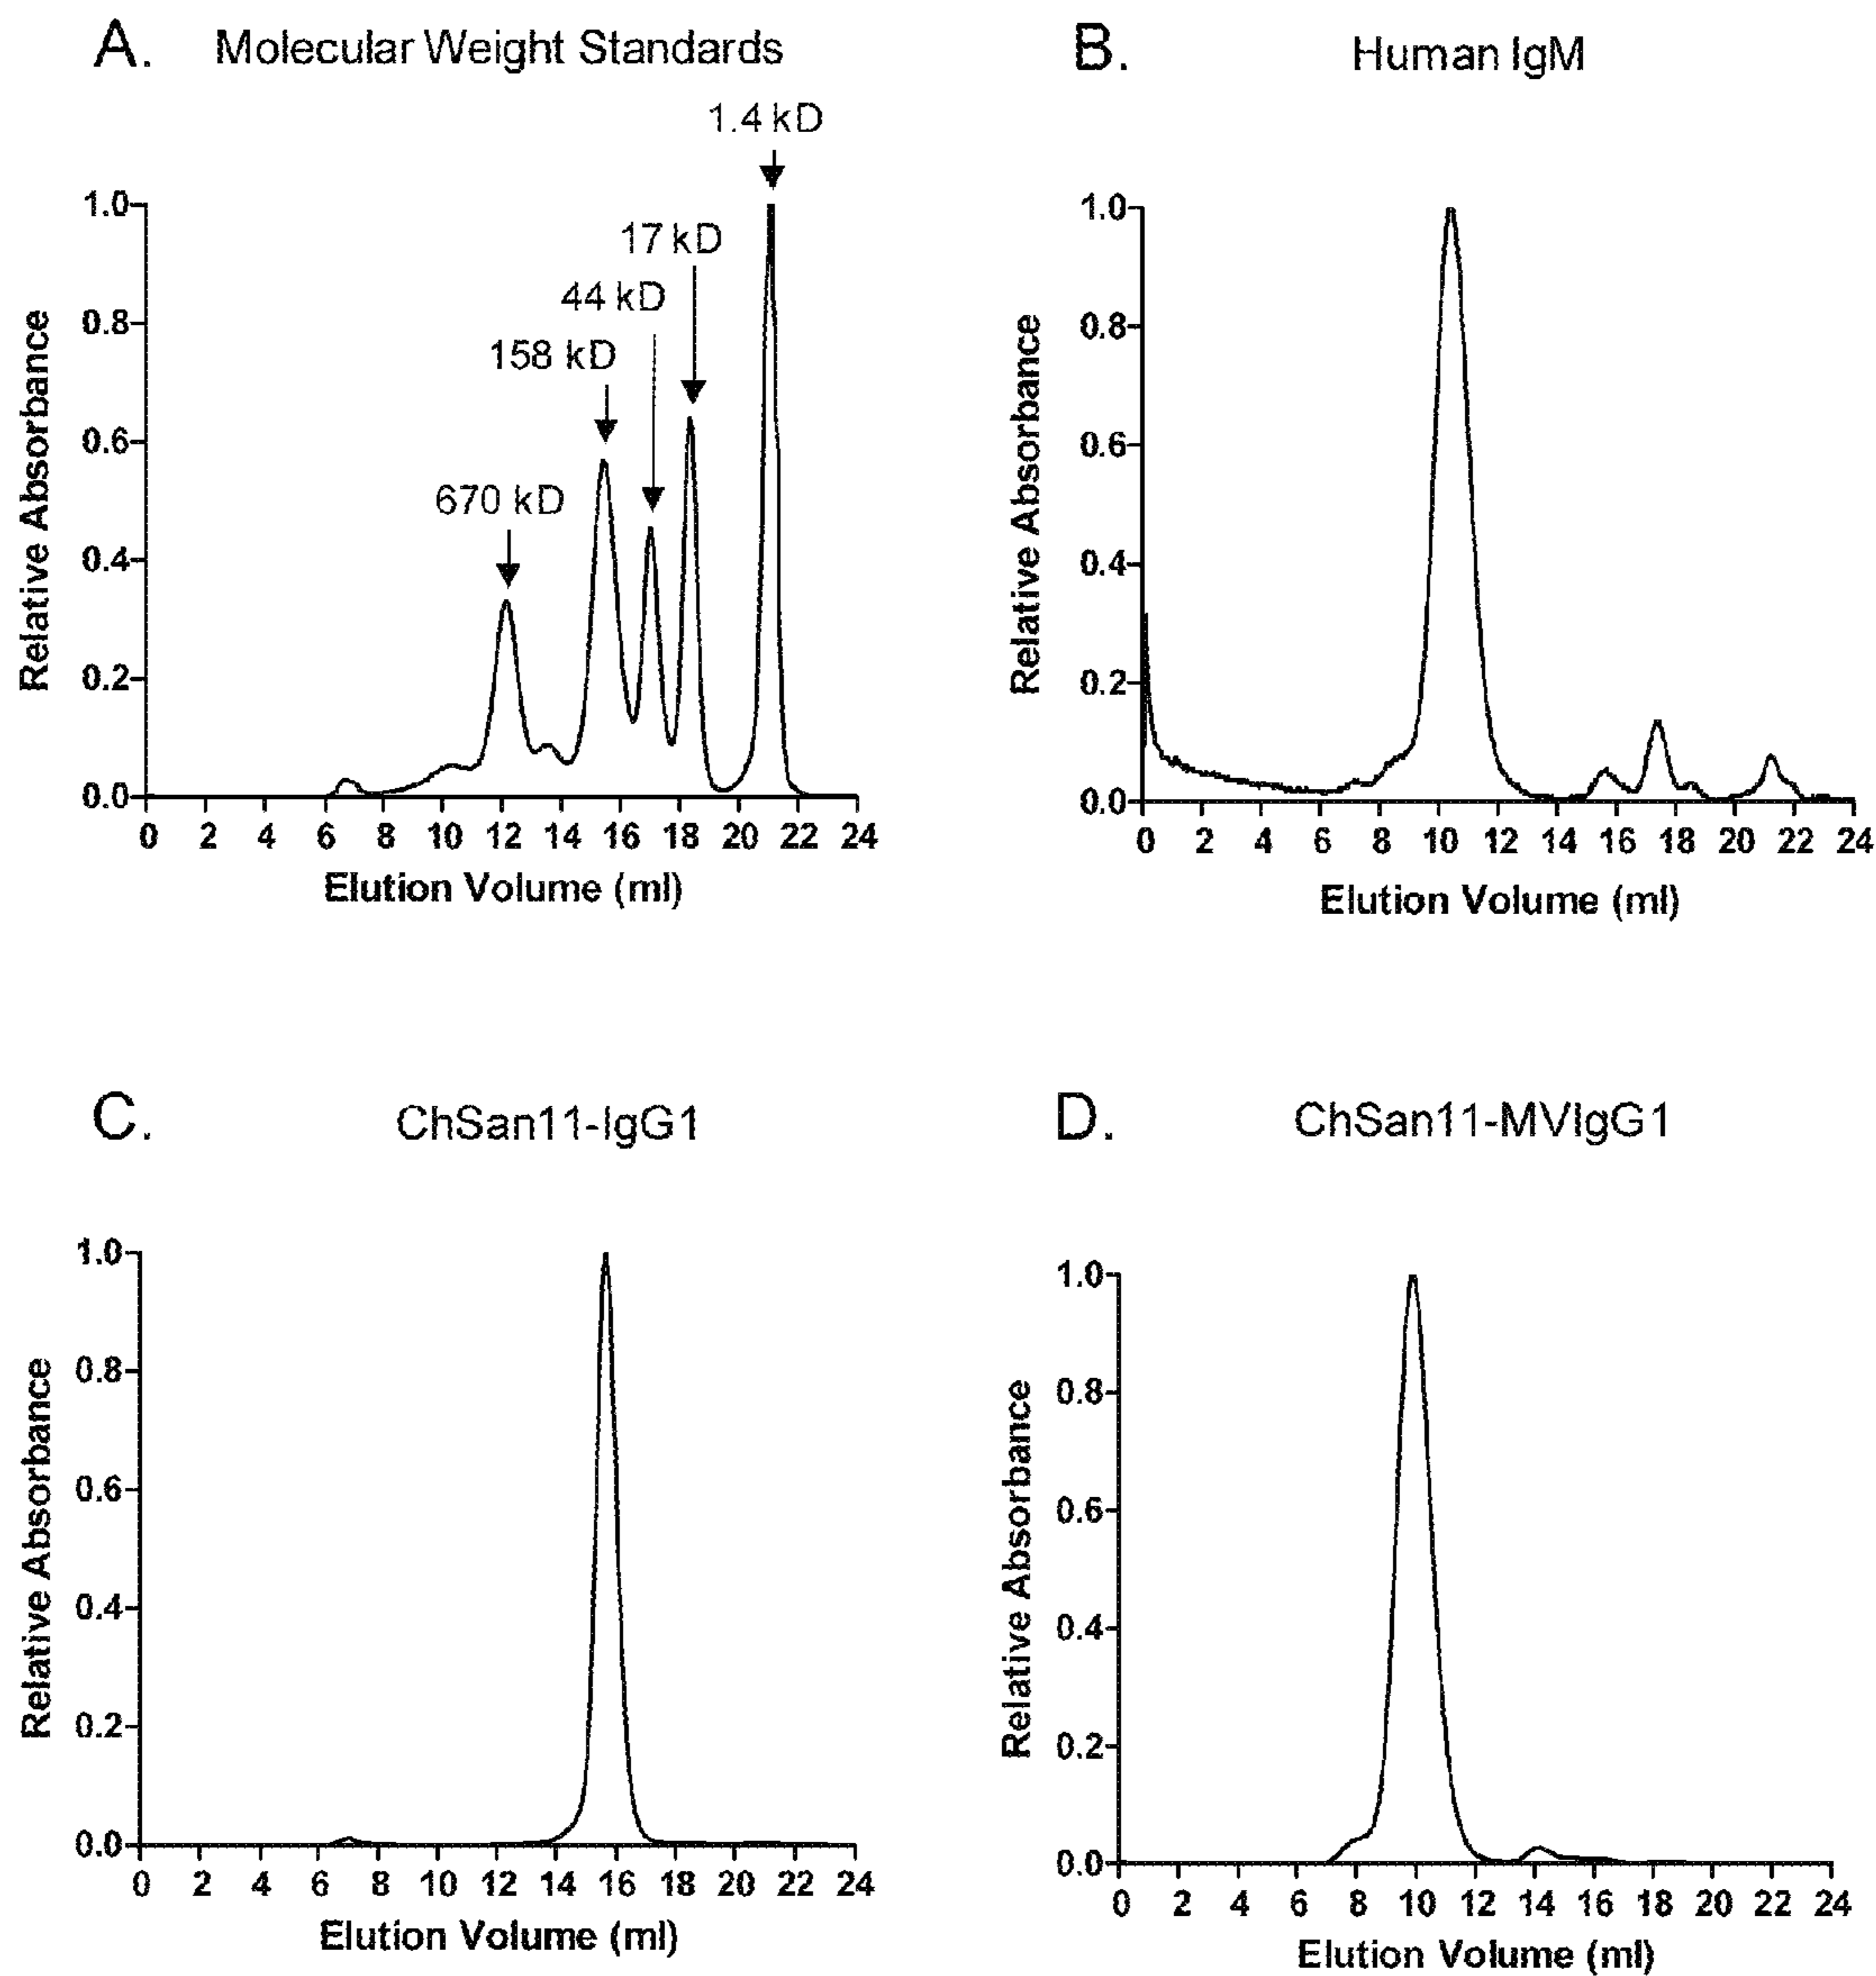 A. Molecular Weight Standards
1.4 kD
17 kD
44 kD
158 kD
670 kD
1.0
0.8
0.6
0.4
0.2
0.0
Relative Absorbance
0 2 4 6 8 10 12 14 16 18 20 22 24
Elution Volume (ml)
B. Human IgM
1.0
0.8
0.6
0.4
0.2
0.0
Relative Absorbance
0 2 4 6 8 10 12 14 16 18 20 22 24
Elution Volume (ml)
C. ChSan11-IgG1
1.0
0.8
0.6
0.4
0.2
0.0
Relative Absorbance
0 2 4 6 8 10 12 14 16 18 20 22 24
Elution Volume (ml)
D. ChSan11-MVIgG1
1.0
0.8
0.6
0.4
0.2
0.0
Relative Absorbance
0 2 4 6 8 10 12 14 16 18 20 22 24
Elution Volume (ml)